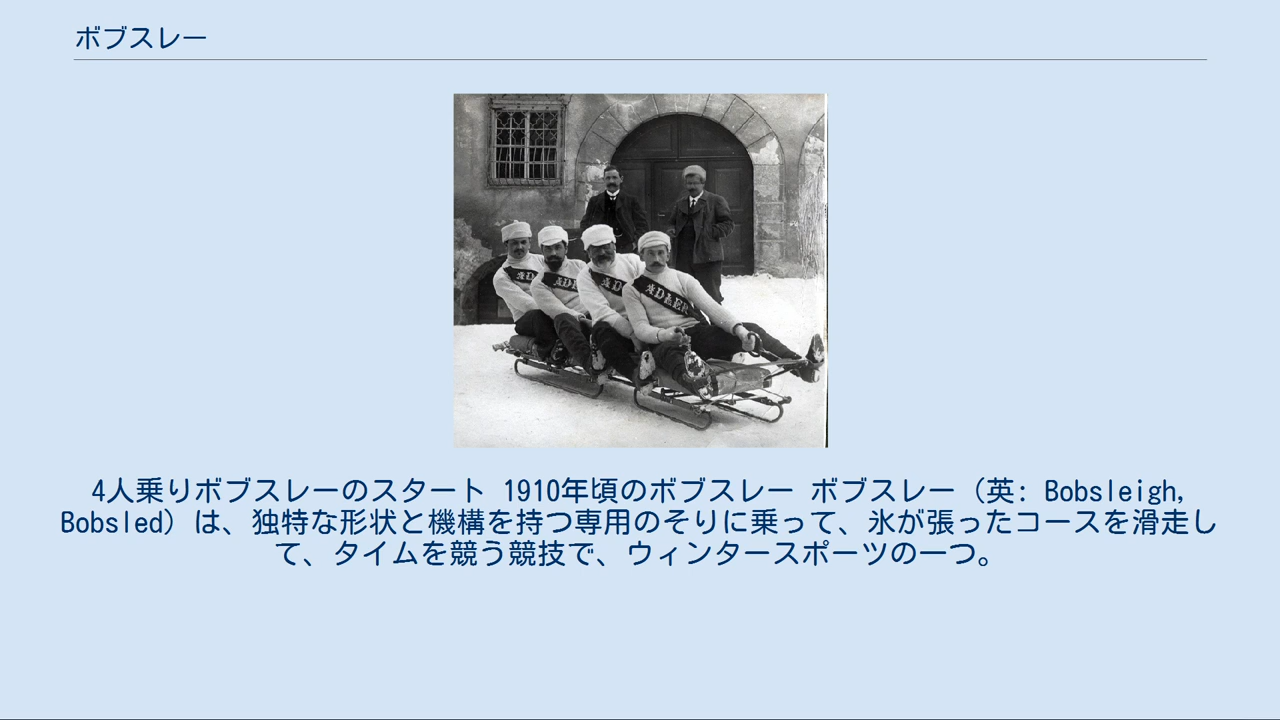 ボブスレー
AD
ADL
AD
ADLER
4人乗りボブスレーのスタート 1910年頃のボブスレー ボブスレー（英: Bobsleigh,
Bobsled）は、独特な形状と機構を持つ専用のそりに乗って、氷が張ったコースを滑走し
て、タイムを競う競技で、ウィンタースポーツの一つ。